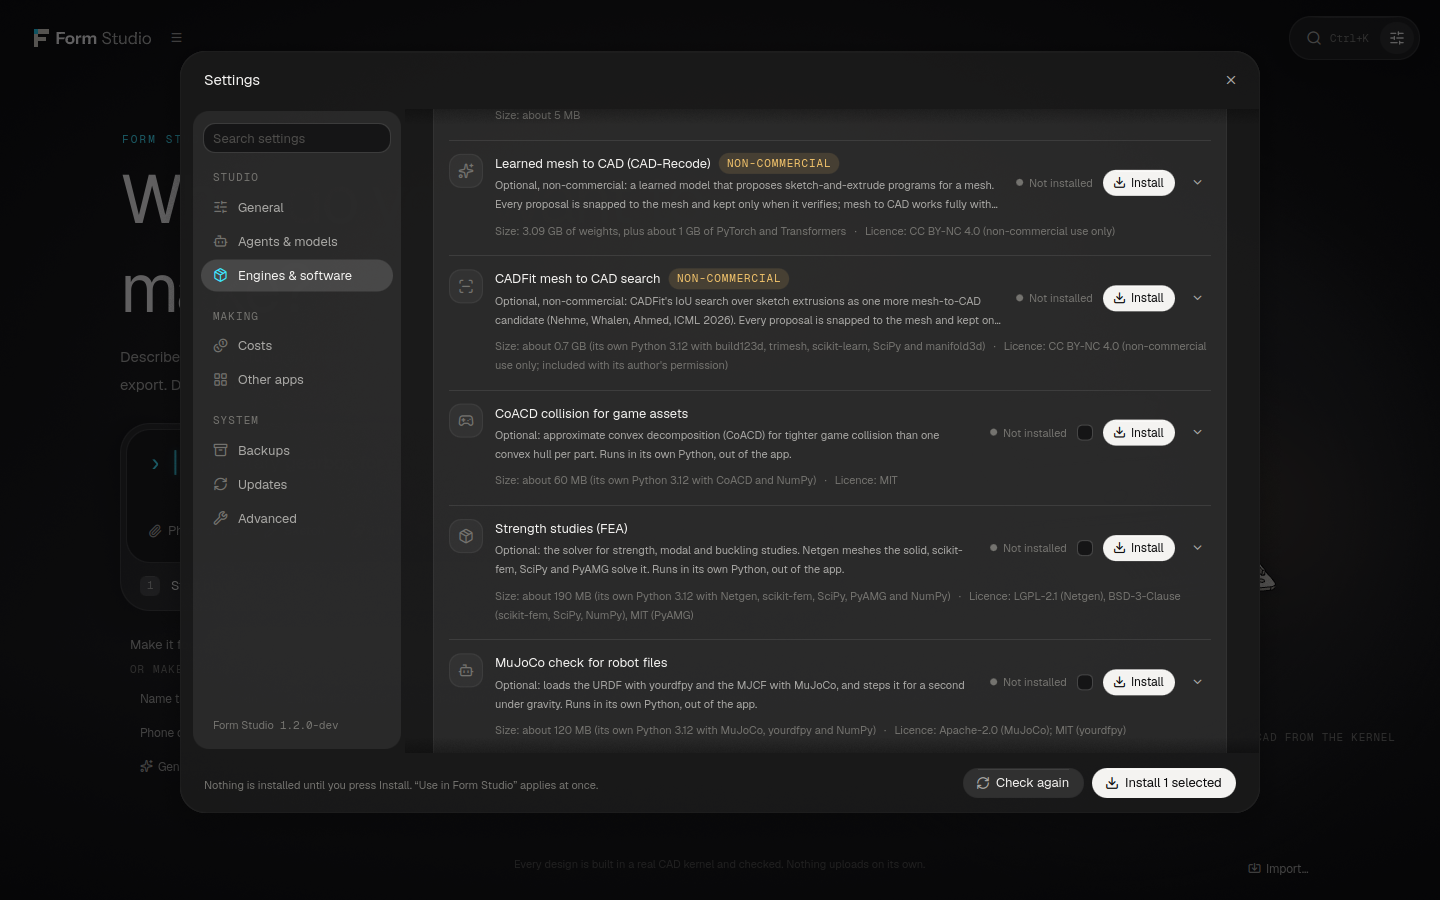 Form Studio
Ctrl+K
Settings
Search settings
STUDIO
General
Agents & models
Engines & software
MAKING
Costs
Other apps
SYSTEM
Backups
Updates
Advanced
Form Studio 1.2.0-dev
Size: about 5 MB
Learned mesh to CAD (CAD-Recode) NON-COMMERCIAL
Optional, non-commercial: a learned model that proposes sketch-and-extrude programs for a mesh.
Every proposal is snapped to the mesh and kept only when it verifies; mesh to CAD works fully with…
Size: 3.09 GB of weights, plus about 1 GB of PyTorch and Transformers · Licence: CC BY-NC 4.0 (non-commercial use only)
Not installed
Install
CADFit mesh to CAD search NON-COMMERCIAL
Optional, non-commercial: CADFit's IoU search over sketch extrusions as one more mesh-to-CAD
candidate (Nehme, Whalen, Ahmed, ICML 2026). Every proposal is snapped to the mesh and kept on…
Size: about 0.7 GB (its own Python 3.12 with build123d, trimesh, scikit-learn, SciPy and manifold3d) · Licence: CC BY-NC 4.0 (non-commercial
use only; included with its author's permission)
Not installed
Install
CoACD collision for game assets
Optional: approximate convex decomposition (CoACD) for tighter game collision than one
convex hull per part. Runs in its own Python, out of the app.
Size: about 60 MB (its own Python 3.12 with CoACD and NumPy) · Licence: MIT
Not installed
Install
Strength studies (FEA)
Optional: the solver for strength, modal and buckling studies. Netgen meshes the solid, scikit-
fem, SciPy and PyAMG solve it. Runs in its own Python, out of the app.
Size: about 190 MB (its own Python 3.12 with Netgen, scikit-fem, SciPy, PyAMG and NumPy) · Licence: LGPL-2.1 (Netgen), BSD-3-Clause
(scikit-fem, SciPy, NumPy), MIT (PyAMG)
Not installed
Install
MuJoCo check for robot files
Optional: loads the URDF with yourdfpy and the MJCF with MuJoCo, and steps it for a second
under gravity. Runs in its own Python, out of the app.
Size: about 120 MB (its own Python 3.12 with MuJoCo, yourdfpy and NumPy) · Licence: Apache-2.0 (MuJoCo); MIT (yourdfpy)
Not installed
Install
Nothing is installed until you press Install. “Use in Form Studio” applies at once.
Check again
Install 1 selected
FORM ST
W
Describe
export. D
1
Make it f
OR MAKE
Name t
Phone
Gen
AD FROM THE KERNEL
Every design is built in a real CAD kernel and checked. Nothing uploads on its own.
Import…